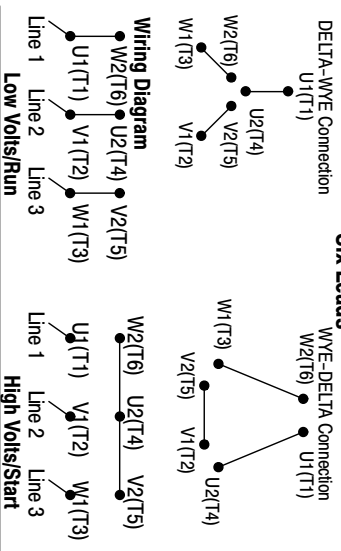 Six Leads
DELTA-WYE Connection
U1(T1)
U2(T4)
W2(T6)
V2(T5)
W1(T3)
V1(T2)
WYE-DELTA Connection
W2(T6)
U1(T1)
W1(T3)
U2(T4)
V2(T5)
V1(T2)
Wiring Diagram
W2(T6) U2(T4) V2(T5)
U1(T1) V1(T2) W1(T3)
Line 1 Line 2 Line 3
Low Volts/Run
W2(T6) U2(T4) V2(T5)
U1(T1) V1(T2) W1(T3)
Line 1 Line 2 Line 3
High Volts/Start